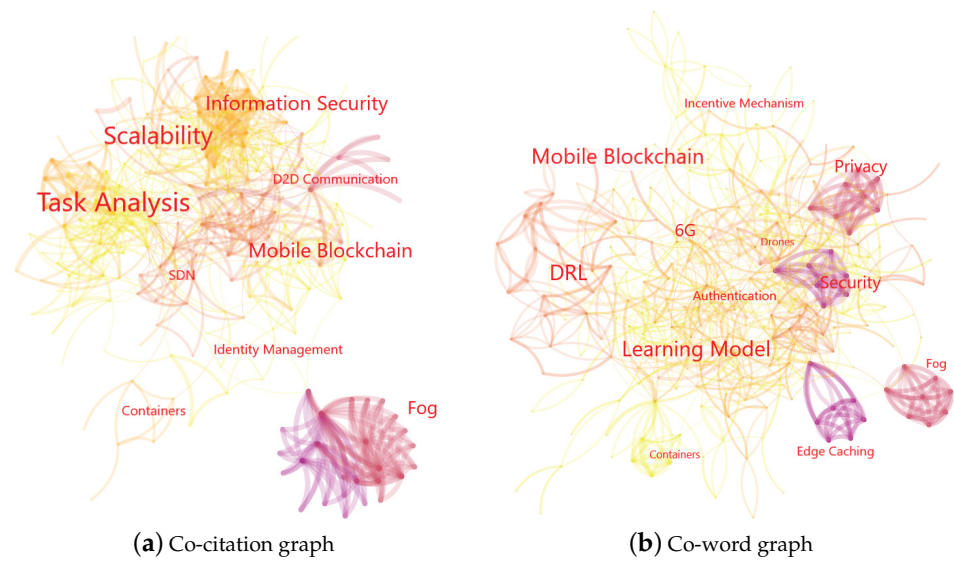 Information Security
Scalability
D2D Communication
Task Analysis
Mobile Blockchain
SDN
Identity Management
Containers
Fog
(a) Co-citation graph
Incentive Mechanism
Mobile Blockchain
Privacy
6G
Drones
DRL
Security
Authentication
Learning Model
Fog
Edge Caching
Containers
(b) Co-word graph